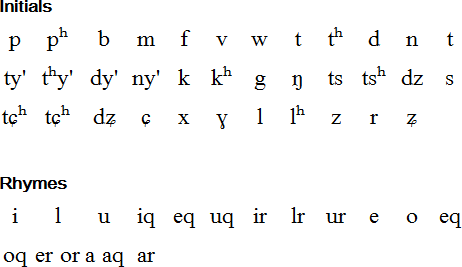 Initials
p pʰ b m f v w t tʰ d n t
ty' tʰy' dy' ny' k kʰ g ŋ ts tsʰ dz s
tɕʰ tɕʰ dʑ ɕ x ɣ l lʰ z r ʑ
Rhymes
i l u iq eq uq ir lr ur e o eq
oq er or a aq ar